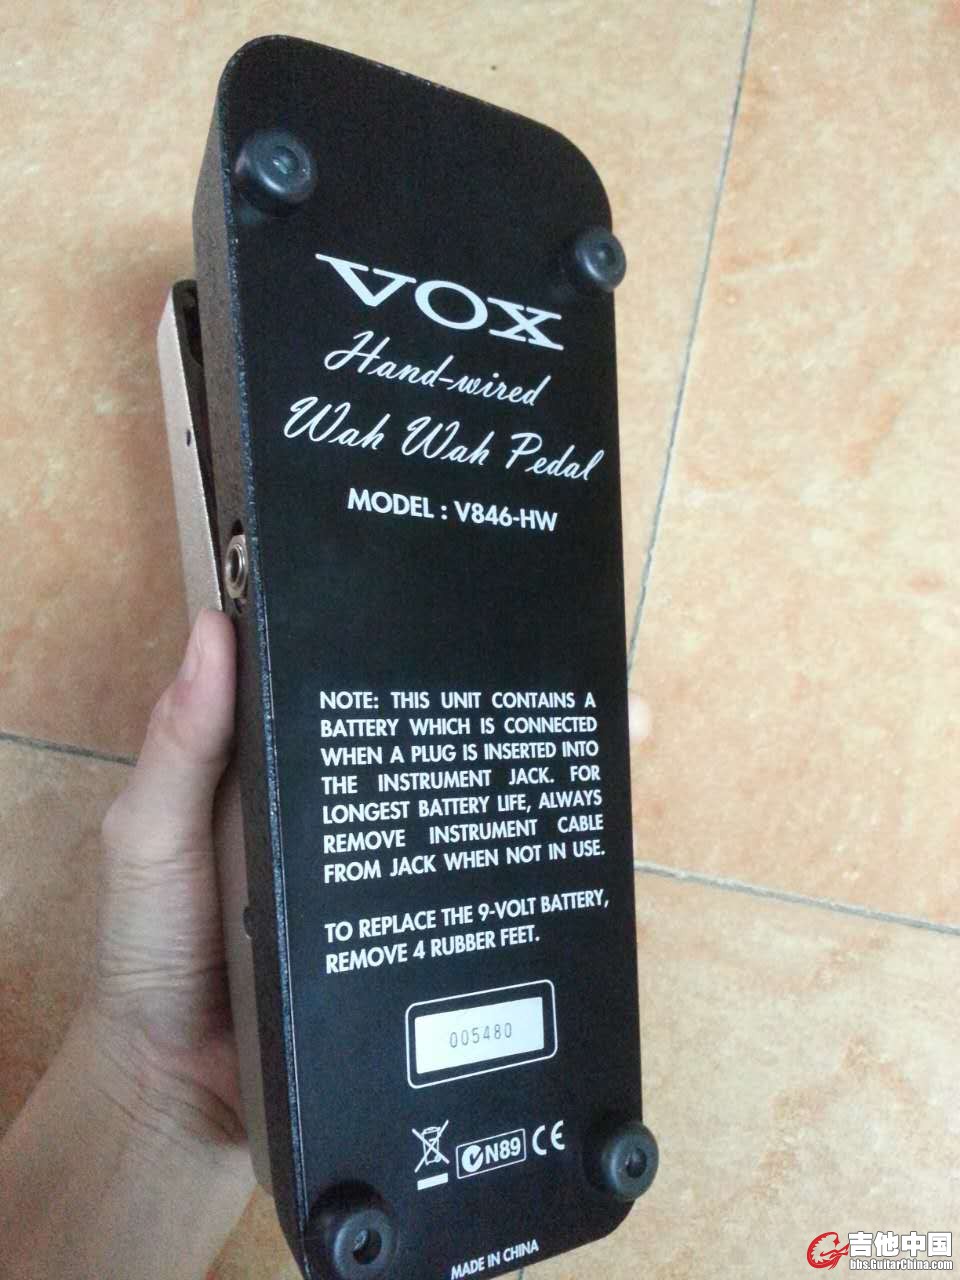 VOX
Hand-wired
Wah Wah Pedal
MODEL : V846-HW
NOTE: THIS UNIT CONTAINS A
BATTERY WHICH IS CONNECTED
WHEN A PLUG IS INSERTED INTO
THE INSTRUMENT JACK. FOR
LONGEST BATTERY LIFE, ALWAYS
REMOVE INSTRUMENT CABLE
FROM JACK WHEN NOT IN USE.
TO REPLACE THE 9-VOLT BATTERY,
REMOVE 4 RUBBER FEET.
005480
N89 CE
MADE IN CHINA
吉他中国
bbs.GuitarChina.com